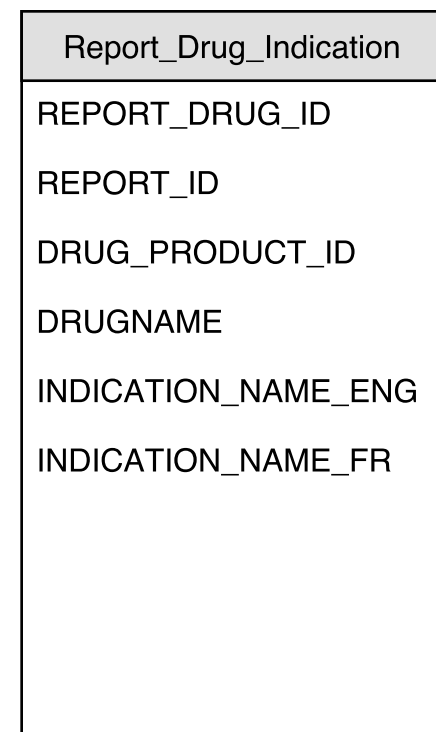 Report_Drug_Indication
REPORT_DRUG_ID
REPORT_ID
DRUG_PRODUCT_ID
DRUGNAME
INDICATION_NAME_ENG
INDICATION_NAME_FR